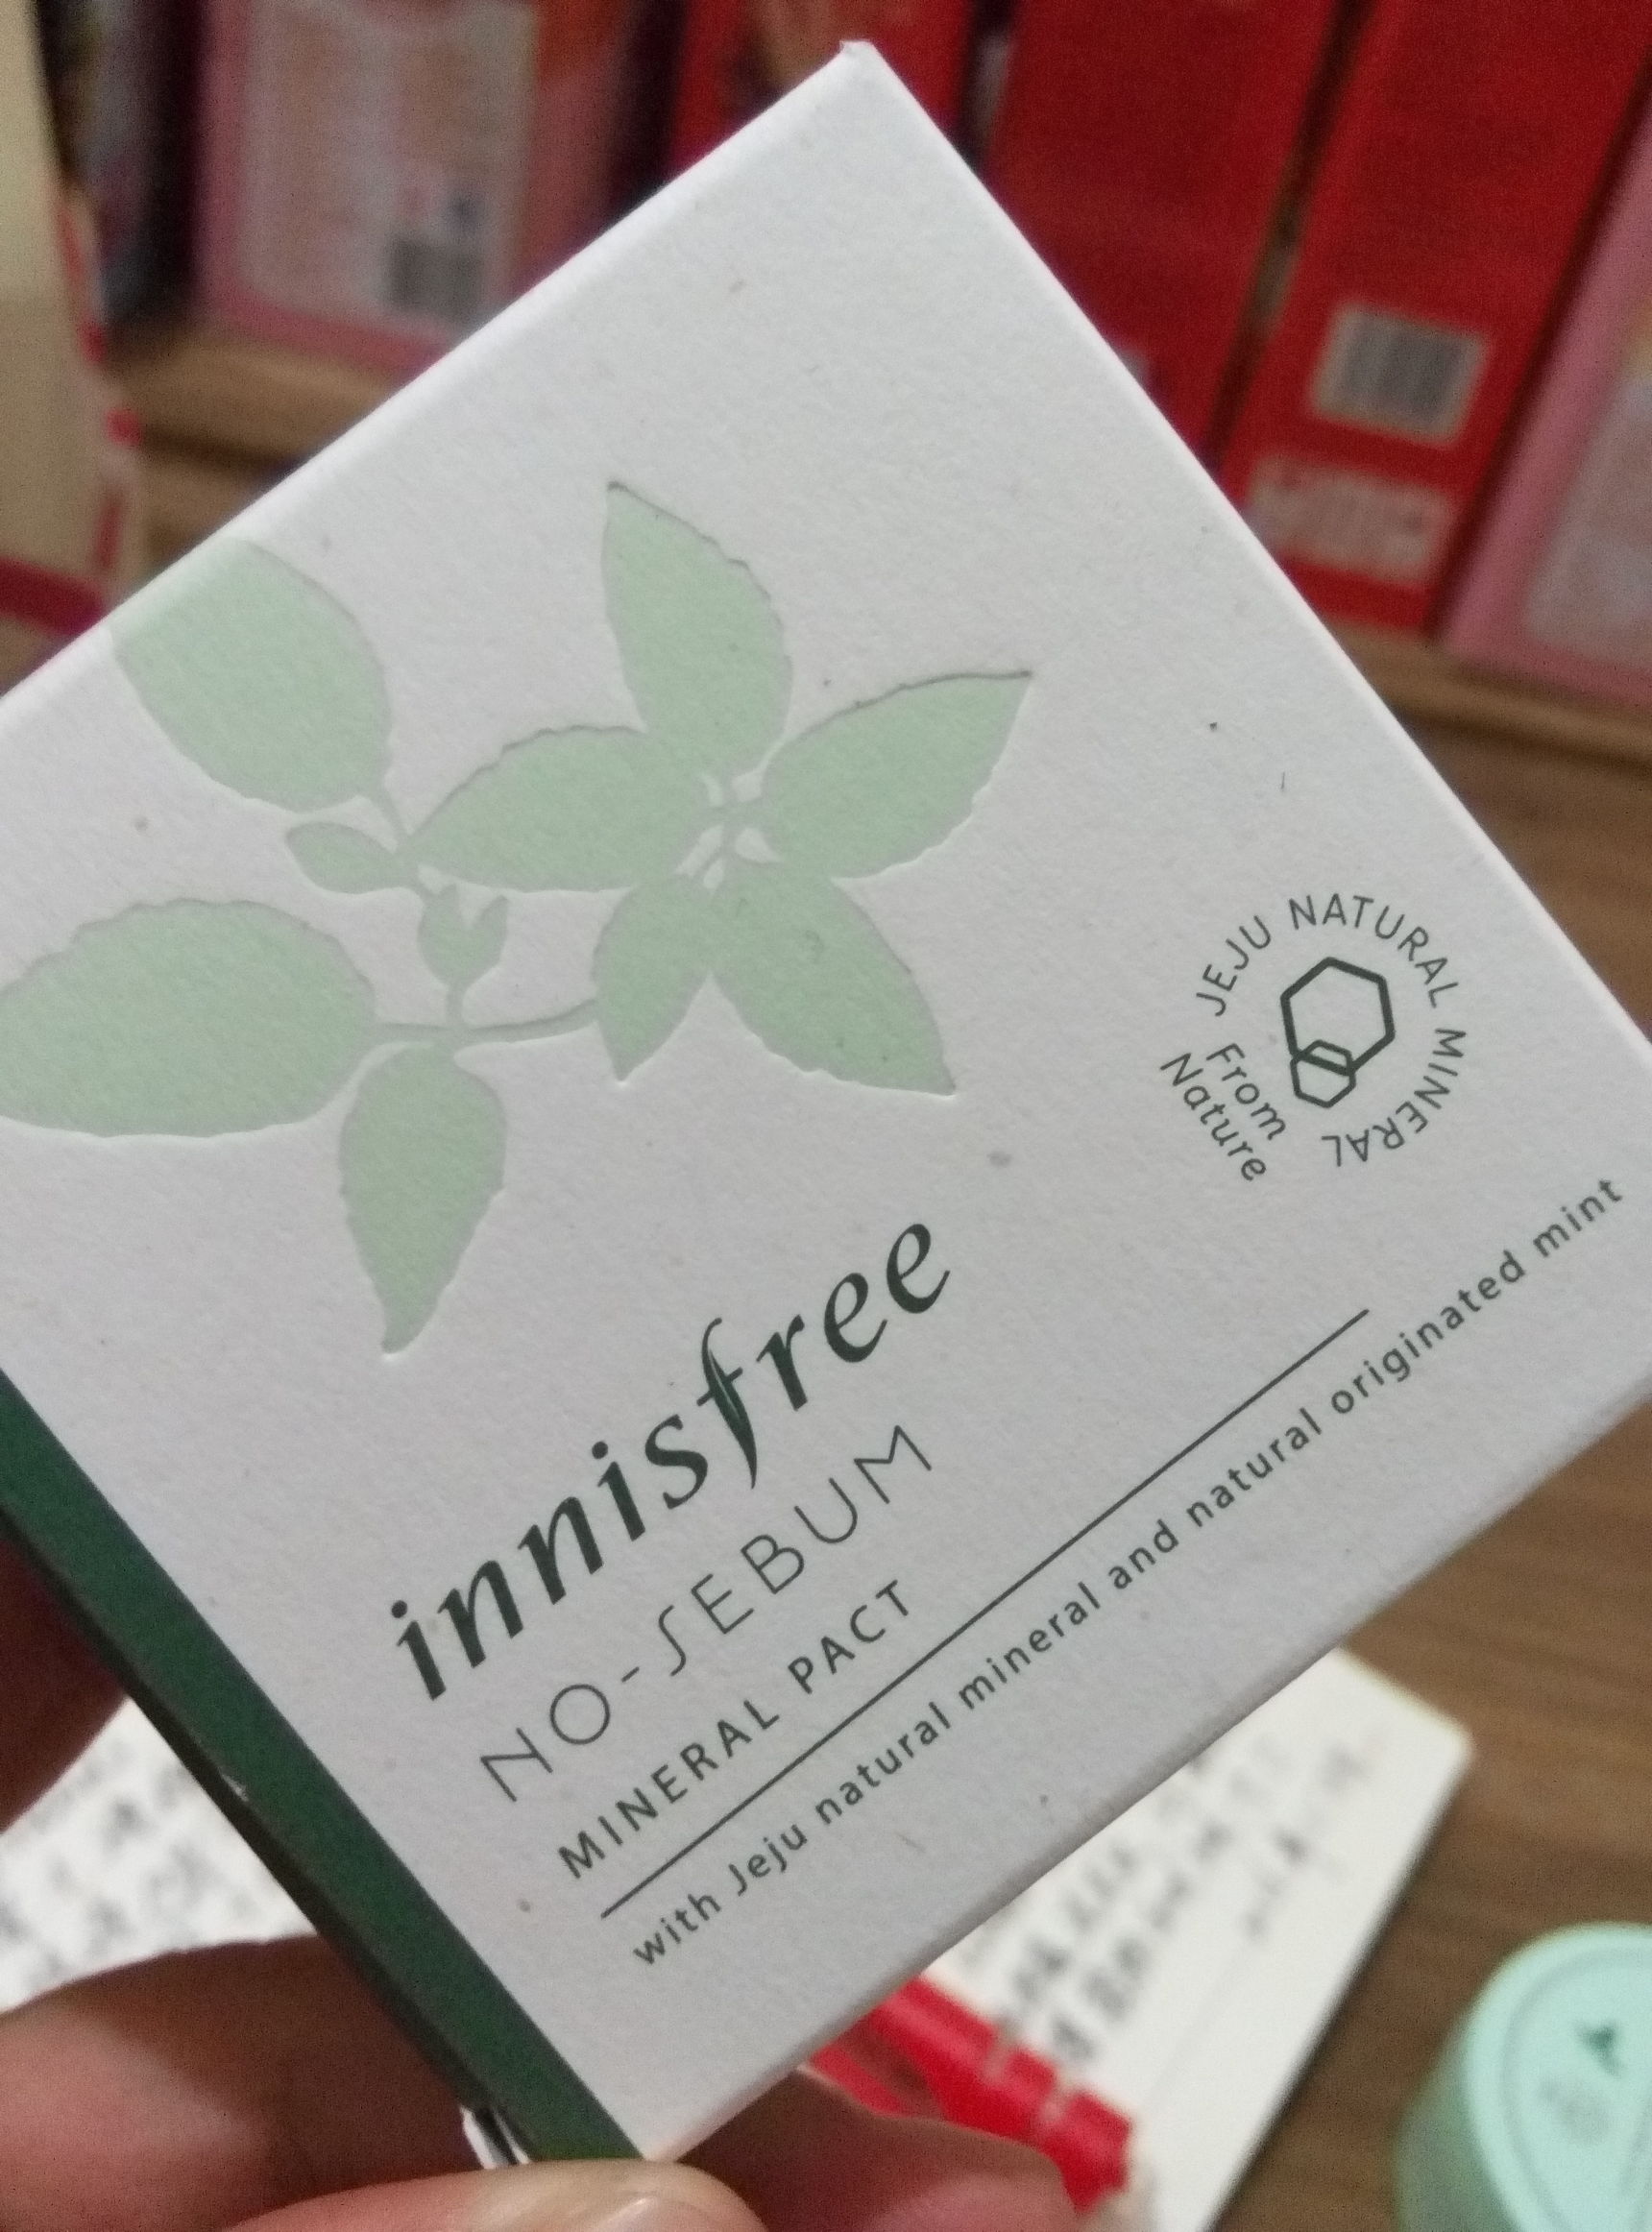 JEJU NATURAL MINERAL
From
Nature
innisfree
NO-SEBUM
MINERAL PACT
with Jeju natural mineral and natural originated mint